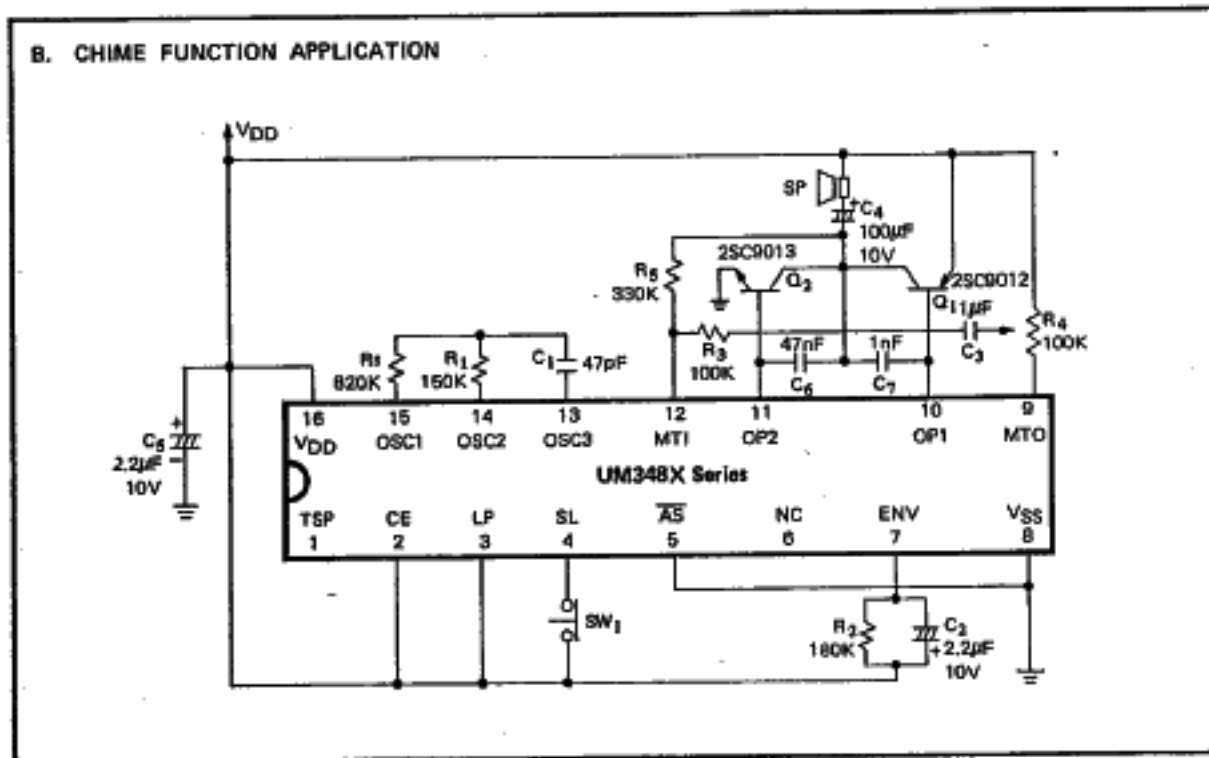 B. CHIME FUNCTION APPLICATION
VDD
SP
+C4
100µF
10V
2SC9013
Q2
2SC9012
Q1
1µF
C3
R4
100K
R5
330K
R3
100K
47nF
C6
1nF
C7
Rs
820K
R1
150K
C1
47pF
+
C5
2.2µF
10V
16 15 14 13 12 11 10 9
VDD OSC1 OSC2 OSC3 MTI OP2 OP1 MTO
UM348X Series
TSP CE LP SL AS NC ENV VSS
1 2 3 4 5 6 7 8
SW1
R2
180K
C2
+2.2µF
10V